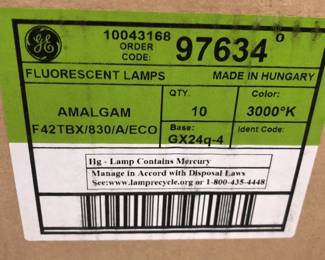 GE
10043168
ORDER CODE: 97634°
FLUORESCENT LAMPS MADE IN HUNGARY
AMALGAM
F42TBX/830/A/ECO
QTY. 10
Color: 3000°K
Base: GX24q-4
Ident Code:
Hg - Lamp Contains Mercury
Manage in Accord with Disposal Laws
See:www.lamprecycle.org or 1-800-435-4448